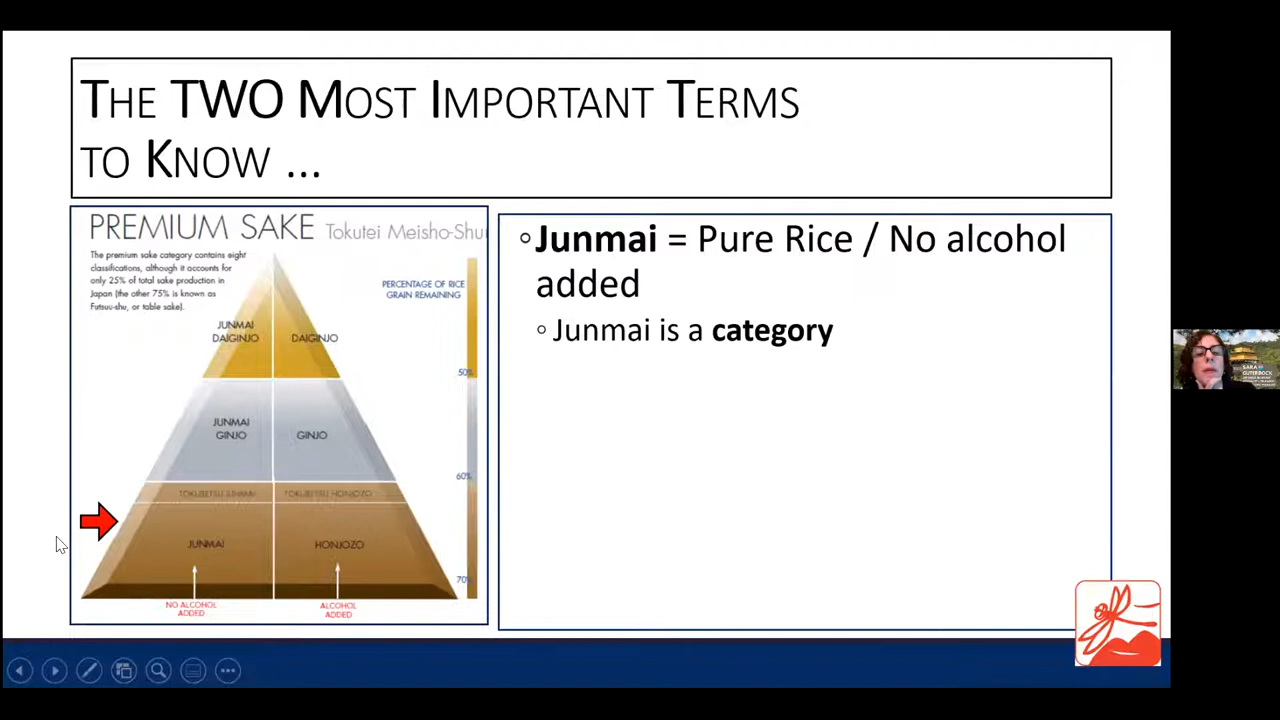 THE TWO MOST IMPORTANT TERMS
TO KNOW ...
PREMIUM SAKE Tokutei Meisho-Shu
The premium sake category contains eight
classifications, although it accounts for
only 25% of total sake production in
Japan (the other 75% is known as
Futsuu-shu, or table sake).
PERCENTAGE OF RICE
GRAIN REMAINING
JUNMAI
DAIGINJO
DAIGINJO
50%
JUNMAI
GINJO
GINJO
60%
TOKUBETSU JUNMAI
TOKUBETSU HONJOZO
JUNMAI
HONJOZO
70%
NO ALCOHOL
ADDED
ALCOHOL
ADDED
◦Junmai = Pure Rice / No alcohol
added
◦ Junmai is a category
SARA
GUTERBOCK